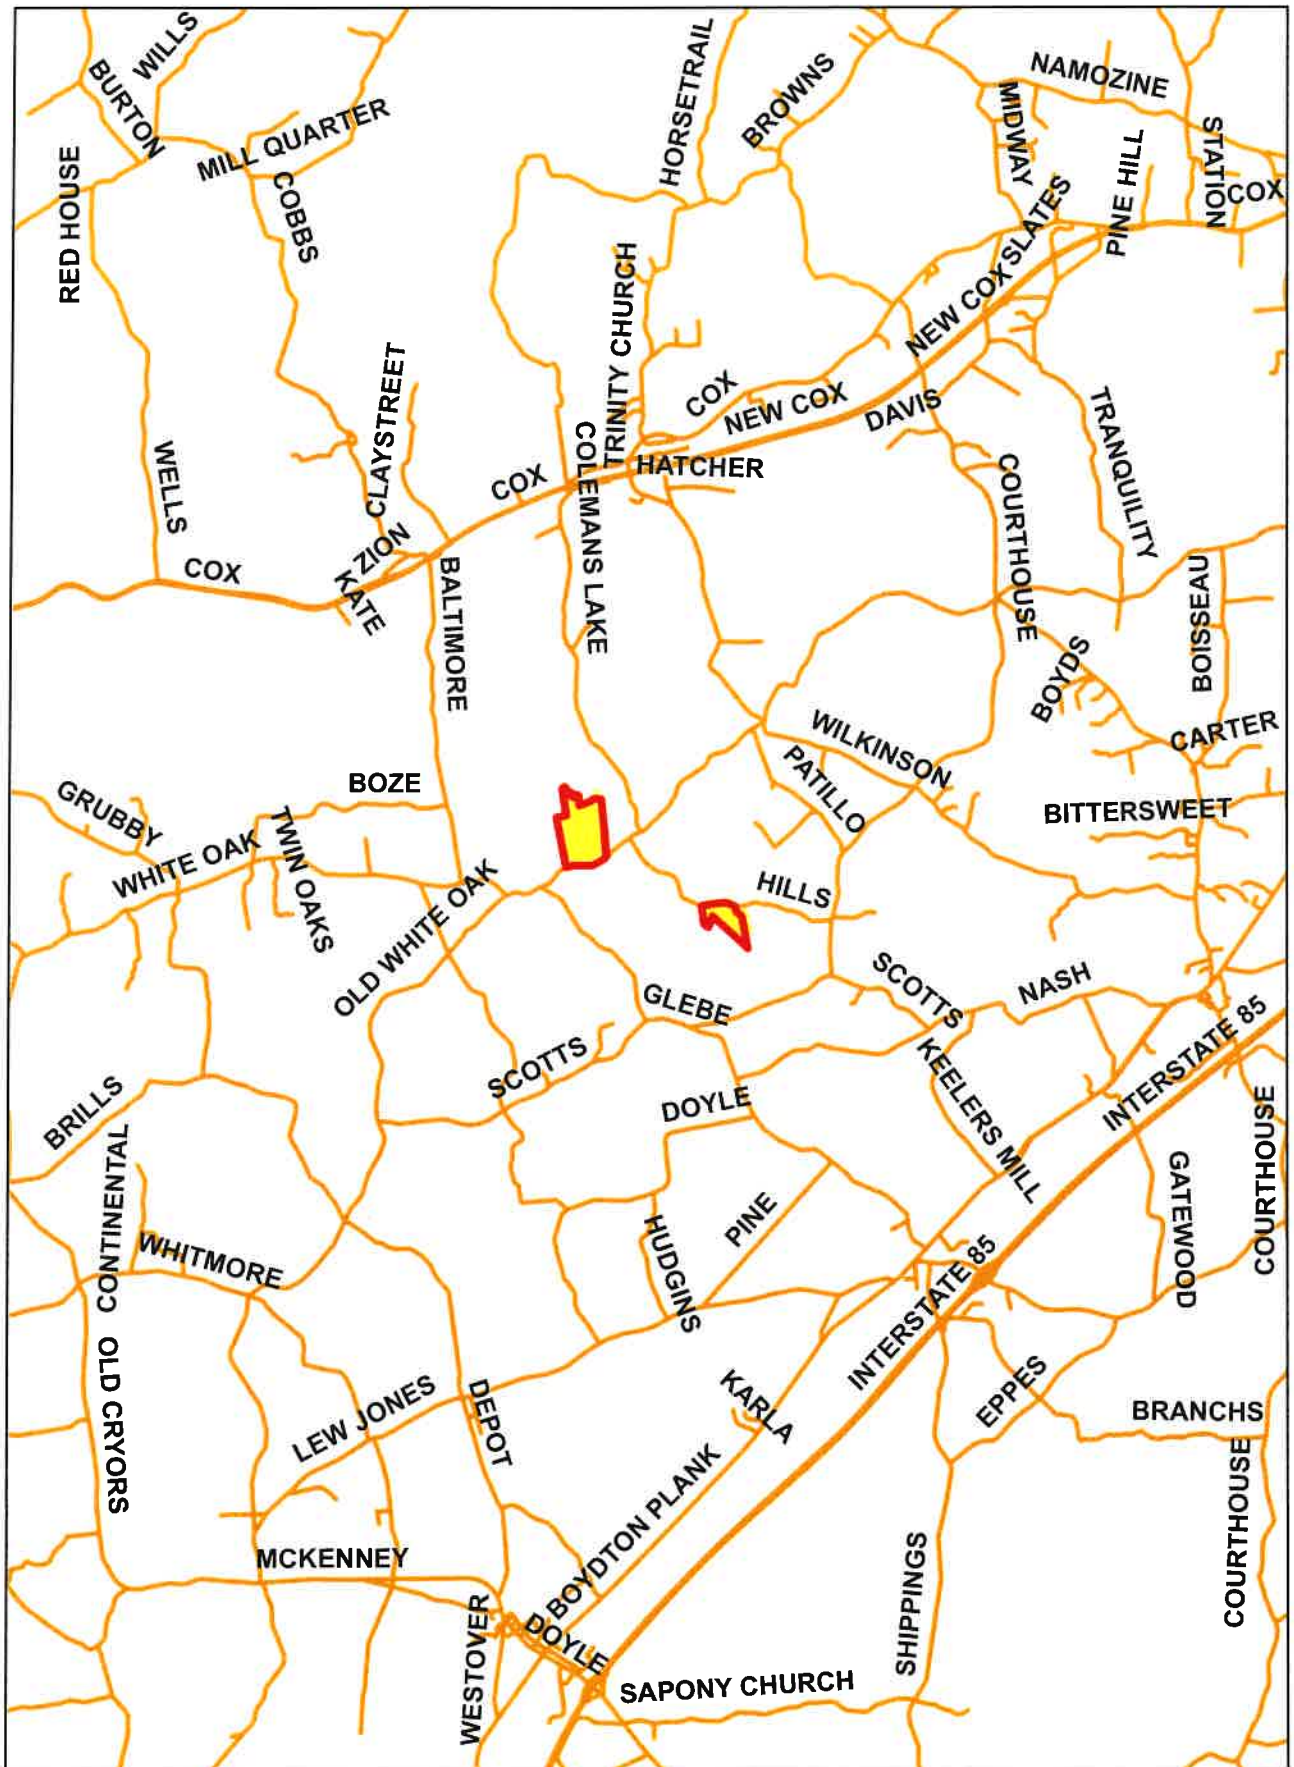 WILLS
BURTON
HORSETRAIL
BROWNS
NAMOZINE
MILL QUARTER
MIDWAY
STATION
RED HOUSE
COBBS
PINE HILL
COX
SLATES
TRINITY CHURCH
NEW COX
CLAYSTREET
COX
NEW COX
DAVIS
TRANQUILITY
COLEMANS LAKE
HATCHER
WELLS
COX
COURTHOUSE
ZION
COX
KATE
BALTIMORE
BOISSEAU
BOYDS
WILKINSON
CARTER
PATILLO
BOZE
GRUBBY
BITTERSWEET
TWIN OAKS
WHITE OAK
HILLS
OLD WHITE OAK
SCOTTS
NASH
GLEBE
INTERSTATE 85
SCOTTS
KEELERS MILL
DOYLE
BRILLS
COURTHOUSE
CONTINENTAL
GATEWOOD
PINE
HUDGINS
WHITMORE
INTERSTATE 85
OLD CRYORS
EPPES
KARLA
LEW JONES
DEPOT
BRANCHS
BOYDTON PLANK
COURTHOUSE
MCKENNEY
SHIPPINGS
WESTOVER
DOYLE
SAPONY CHURCH